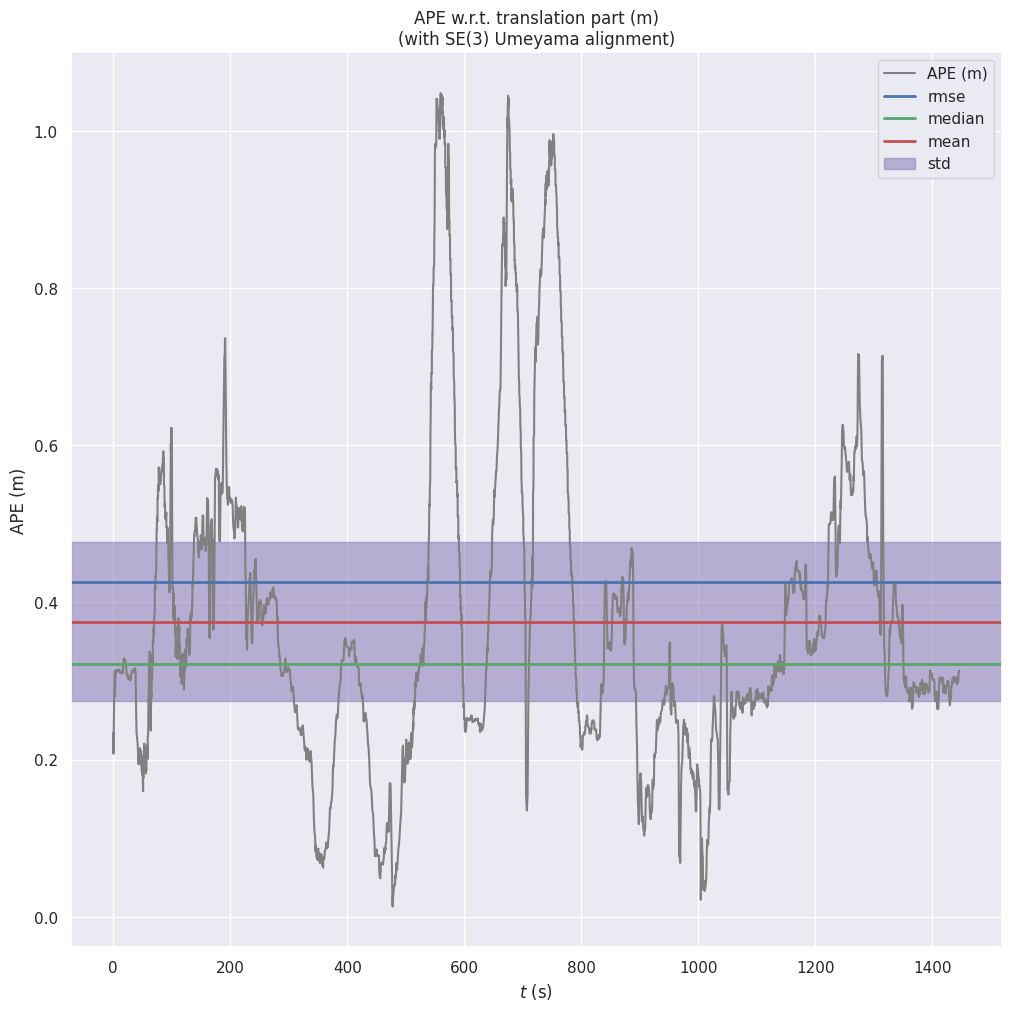 APE w.r.t. translation part (m)
(with SE(3) Umeyama alignment)
APE (m)
rmse
median
mean
std
APE (m)
1.0
0.8
0.6
0.4
0.2
0.0
0 200 400 600 800 1000 1200 1400
t (s)